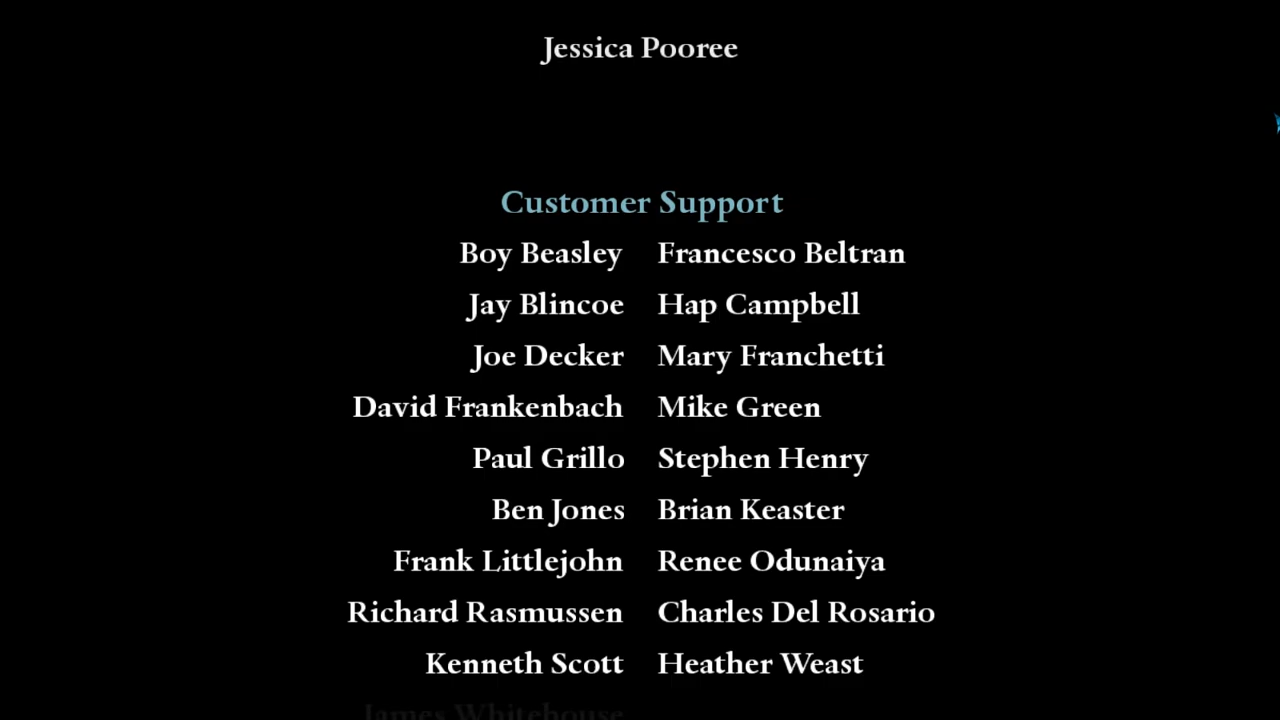 Jessica Pooree
Customer Support
Boy Beasley Francesco Beltran
Jay Blincoe Hap Campbell
Joe Decker Mary Franchetti
David Frankenbach Mike Green
Paul Grillo Stephen Henry
Ben Jones Brian Keaster
Frank Littlejohn Renee Odunaiya
Richard Rasmussen Charles Del Rosario
Kenneth Scott Heather Weast
James Whitehouse